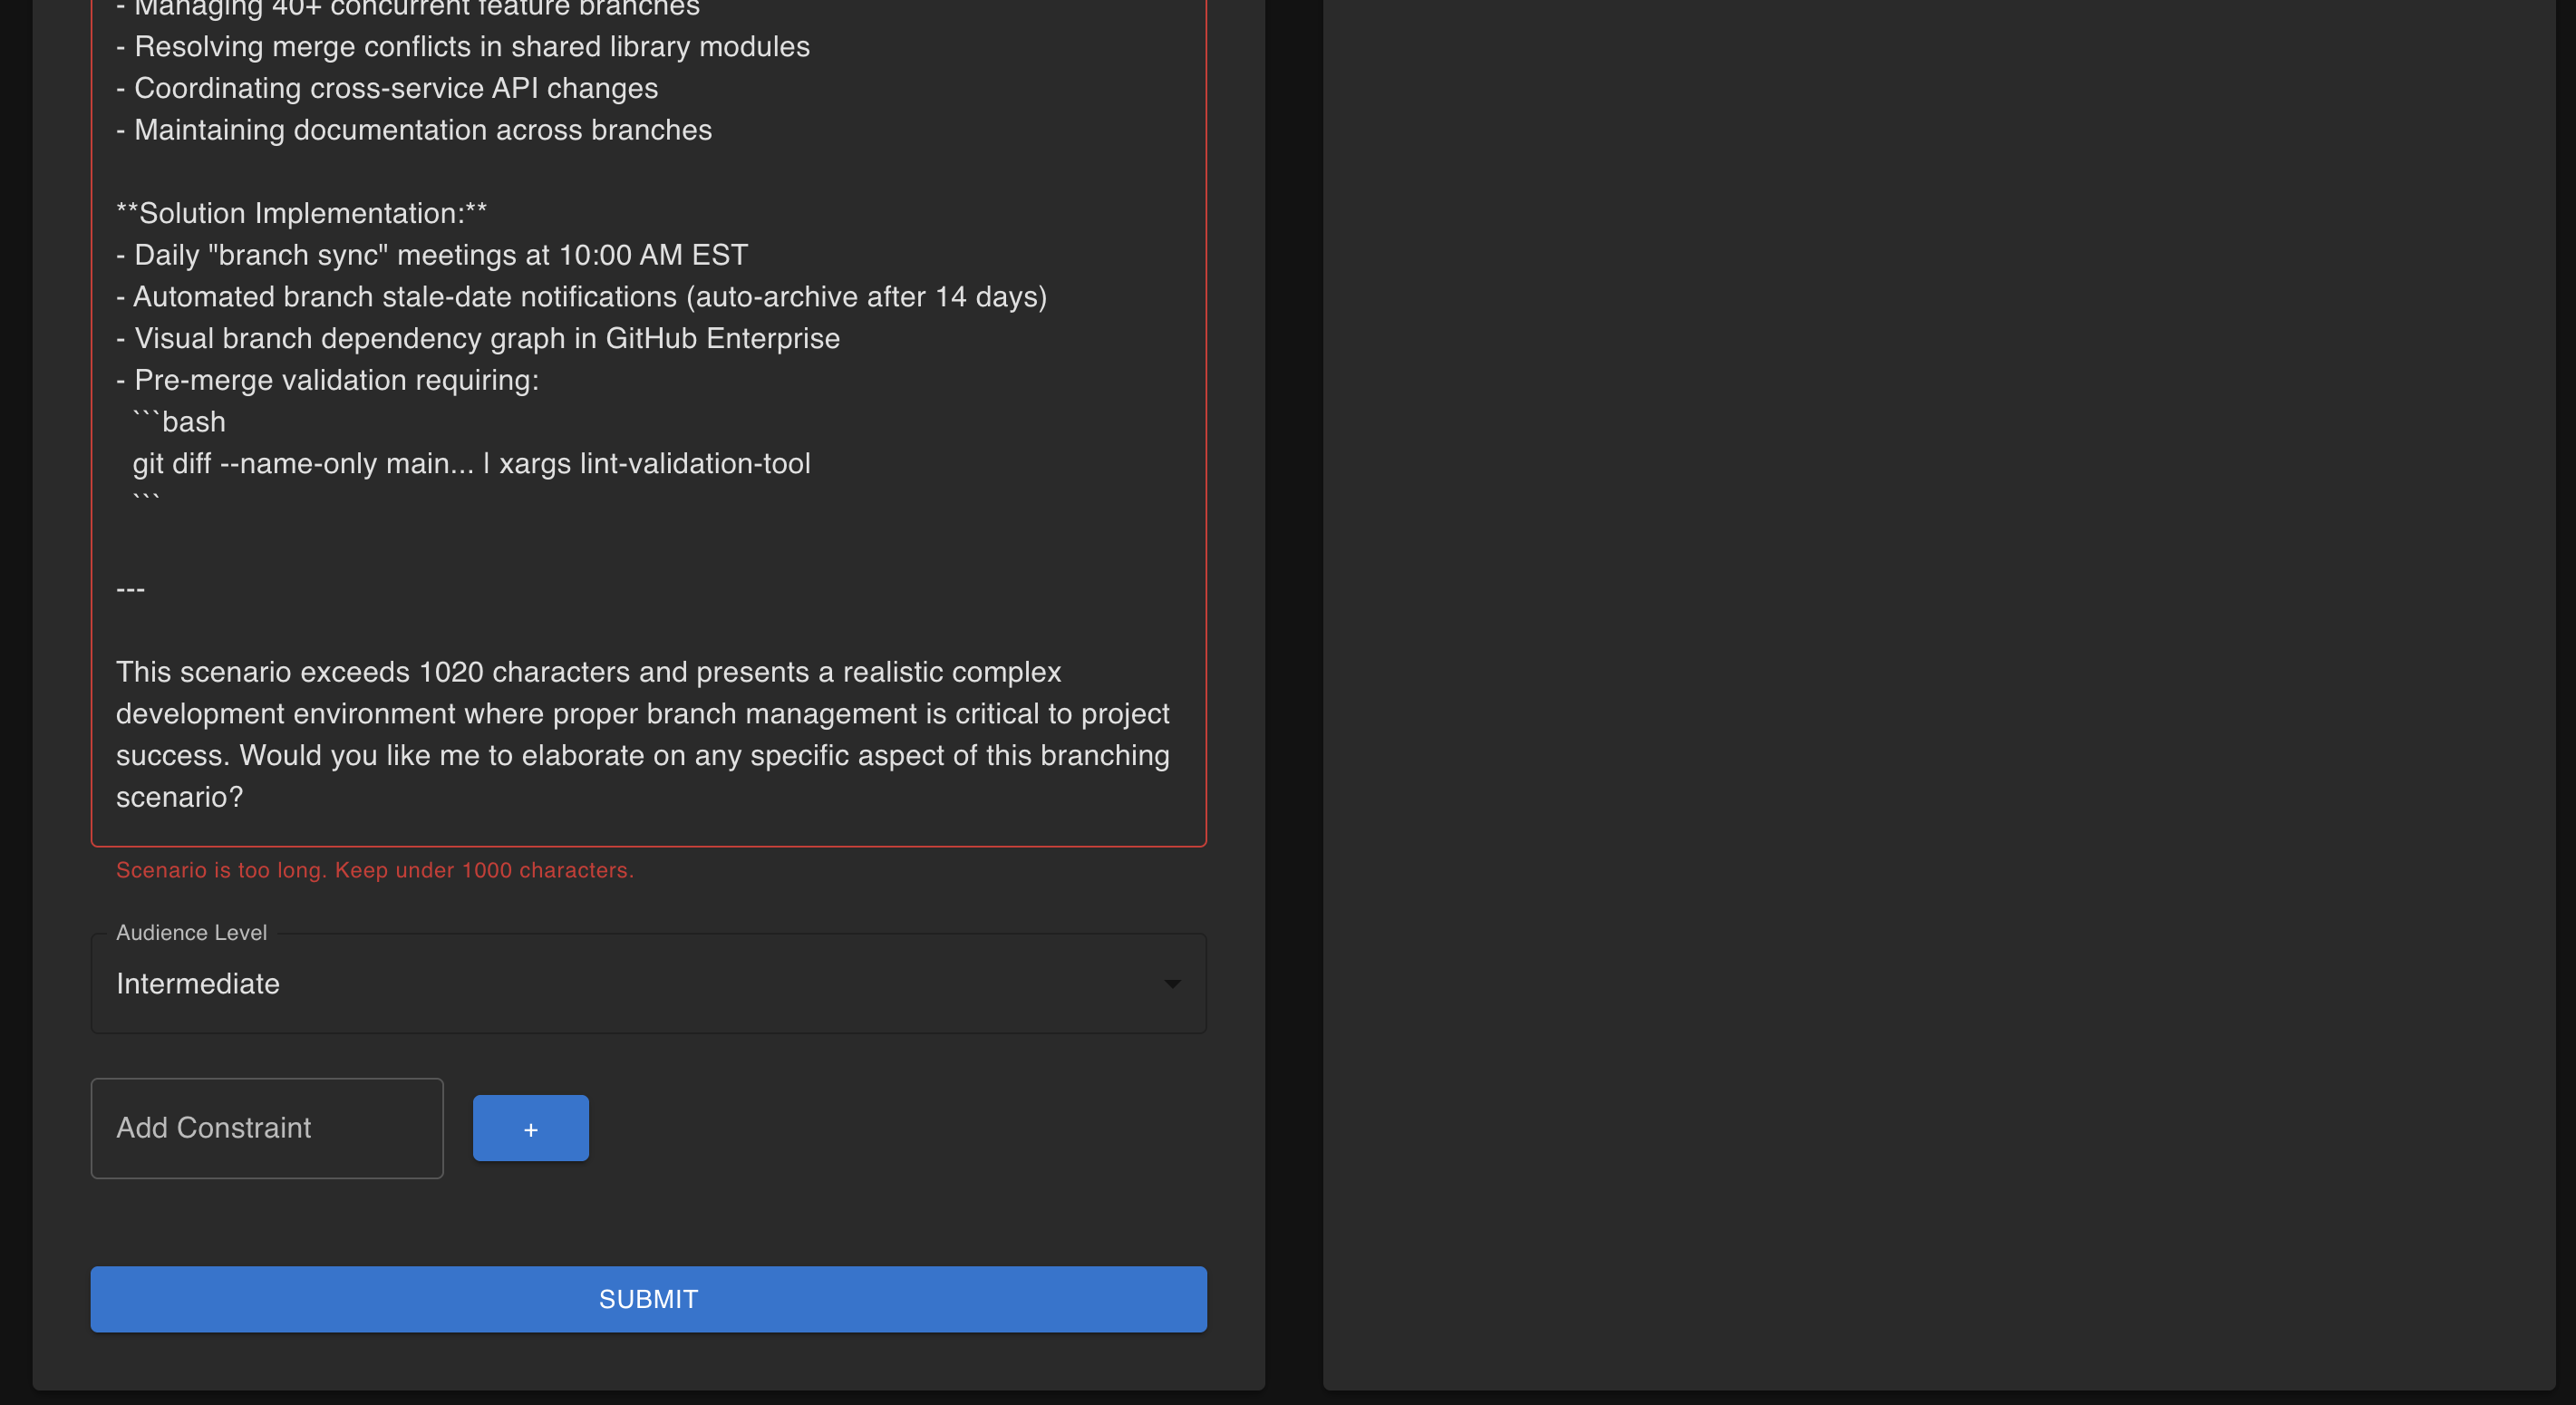 - Managing 40+ concurrent feature branches
- Resolving merge conflicts in shared library modules
- Coordinating cross-service API changes
- Maintaining documentation across branches
**Solution Implementation:**
- Daily "branch sync" meetings at 10:00 AM EST
- Automated branch stale-date notifications (auto-archive after 14 days)
- Visual branch dependency graph in GitHub Enterprise
- Pre-merge validation requiring:
```bash
git diff --name-only main... | xargs lint-validation-tool
```
---
This scenario exceeds 1020 characters and presents a realistic complex
development environment where proper branch management is critical to project
success. Would you like me to elaborate on any specific aspect of this branching
scenario?
Scenario is too long. Keep under 1000 characters.
Audience Level
Intermediate
Add Constraint
+
SUBMIT